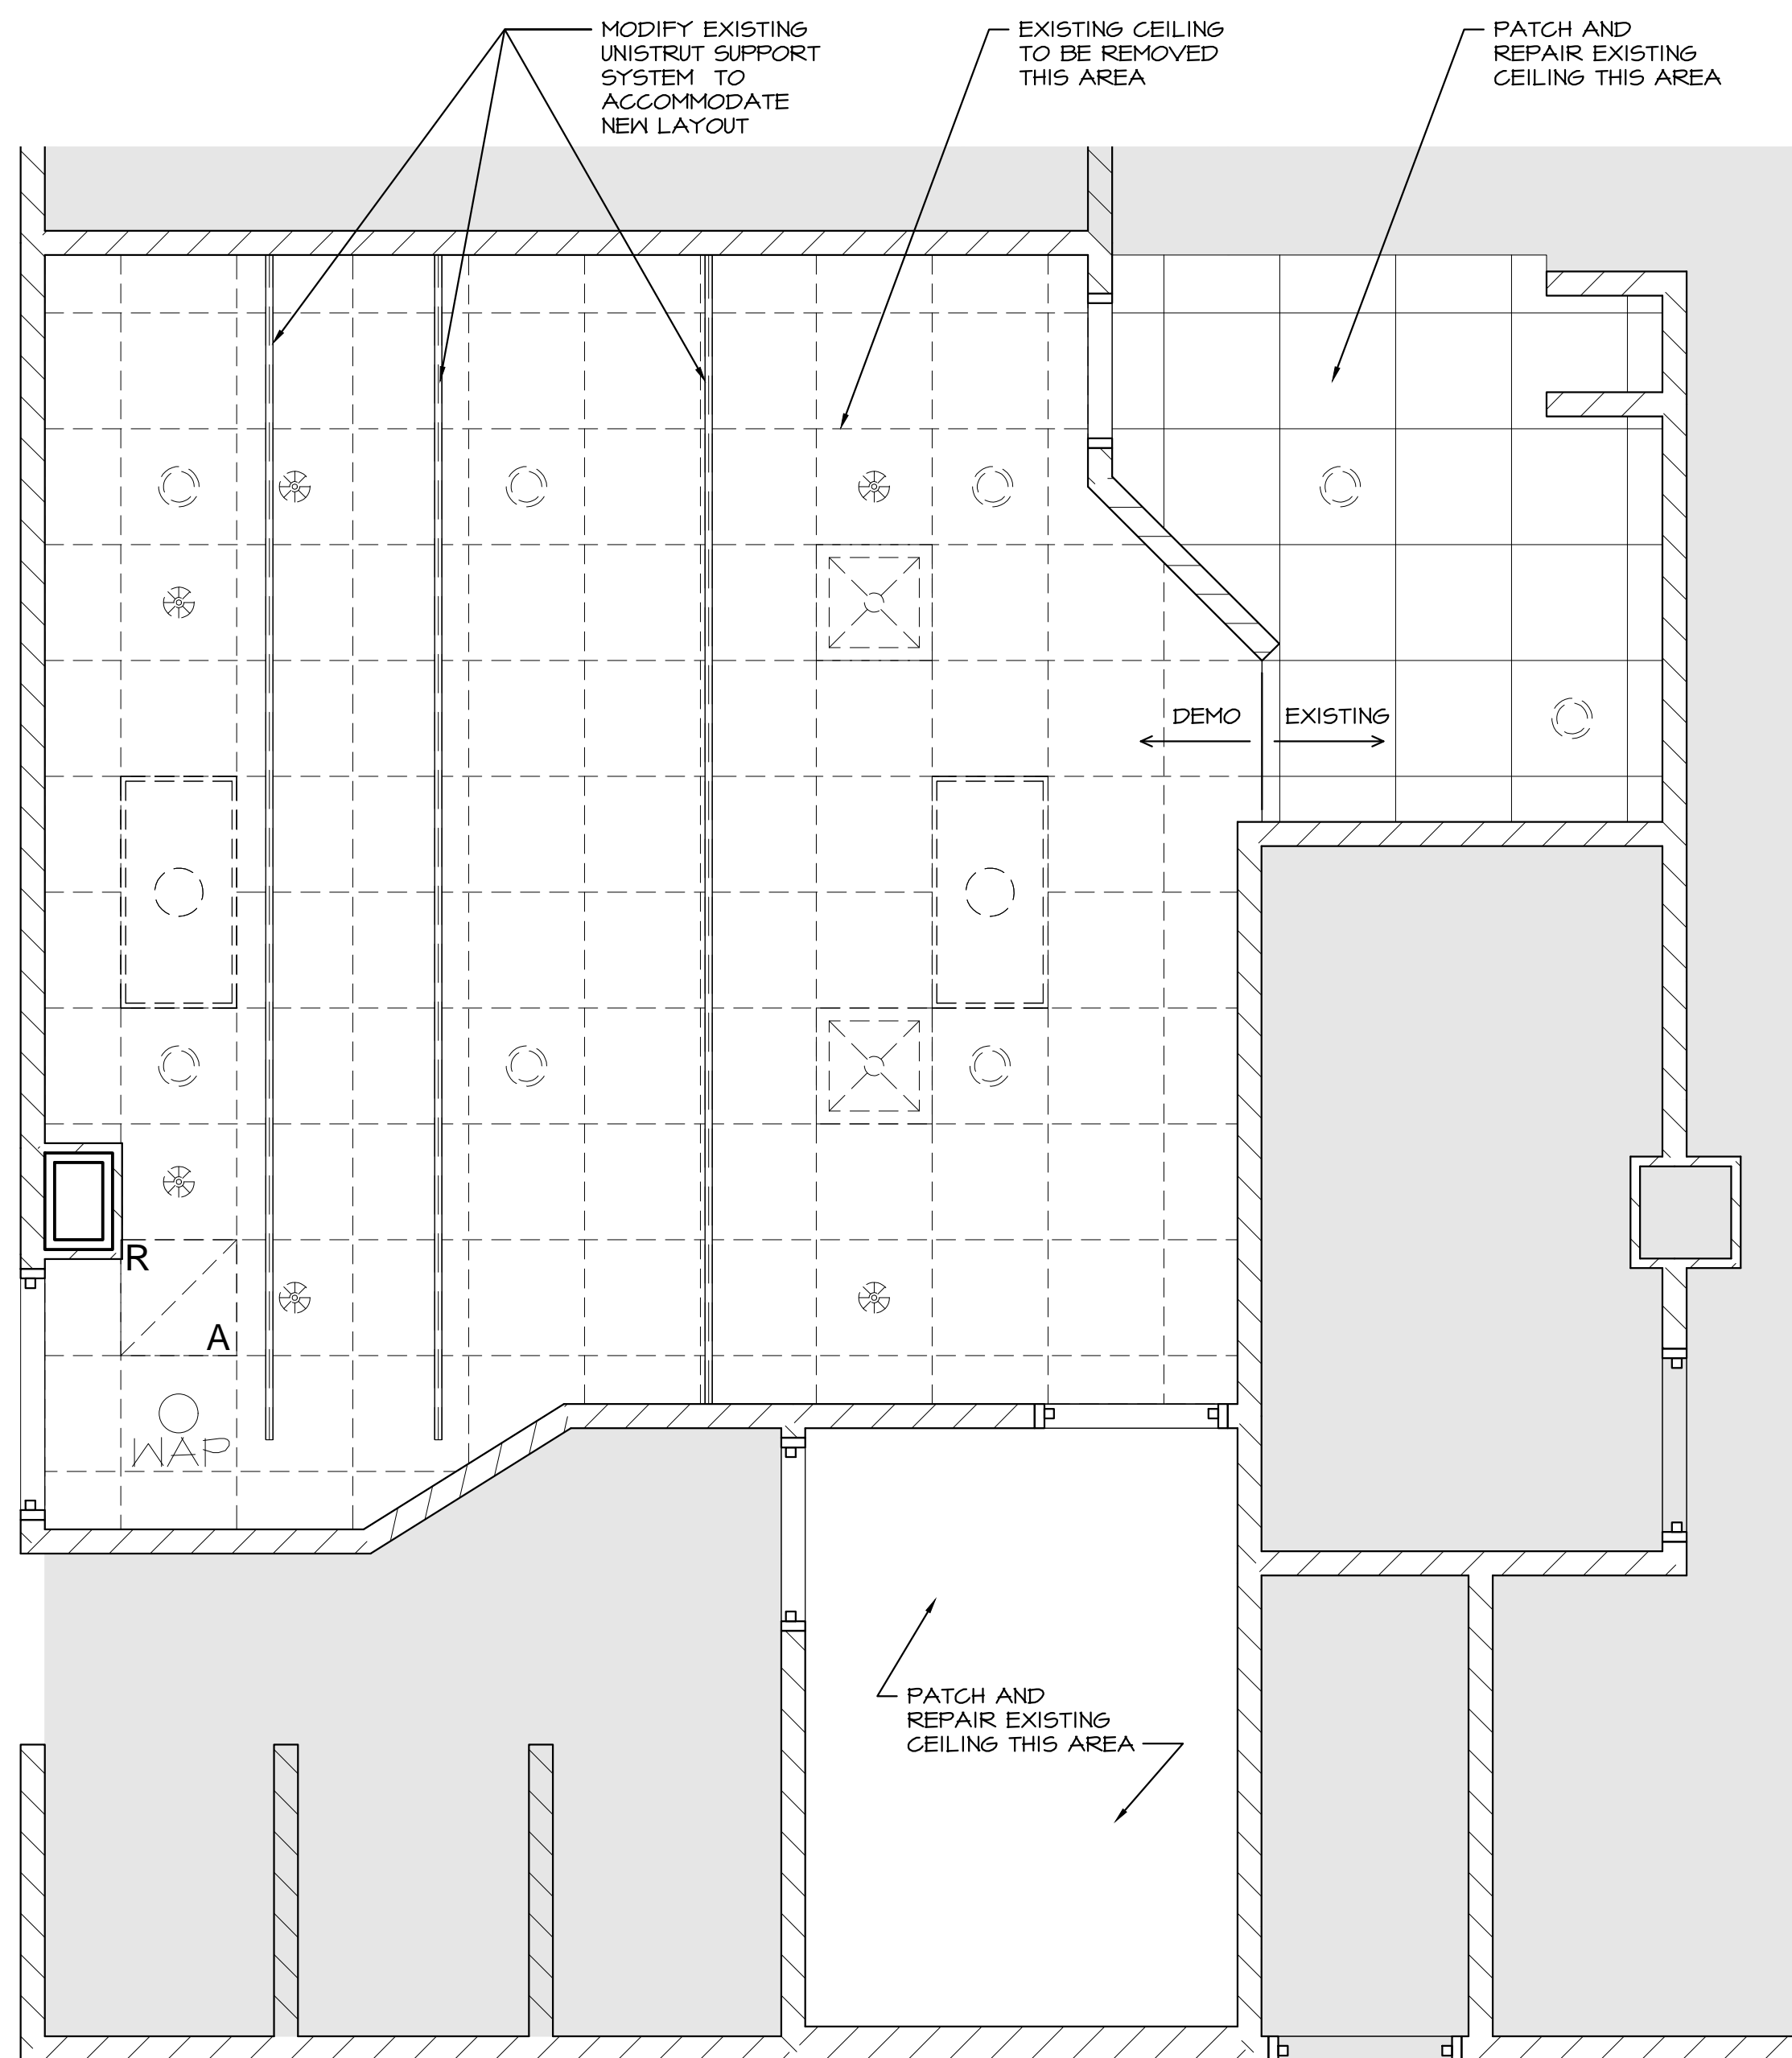 MODIFY EXISTING
UNISTRUT SUPPORT
SYSTEM TO
ACCOMMODATE
NEW LAYOUT
EXISTING CEILING
TO BE REMOVED
THIS AREA
PATCH AND
REPAIR EXISTING
CEILING THIS AREA
DEMO
EXISTING
R
A
WAP
PATCH AND
REPAIR EXISTING
CEILING THIS AREA